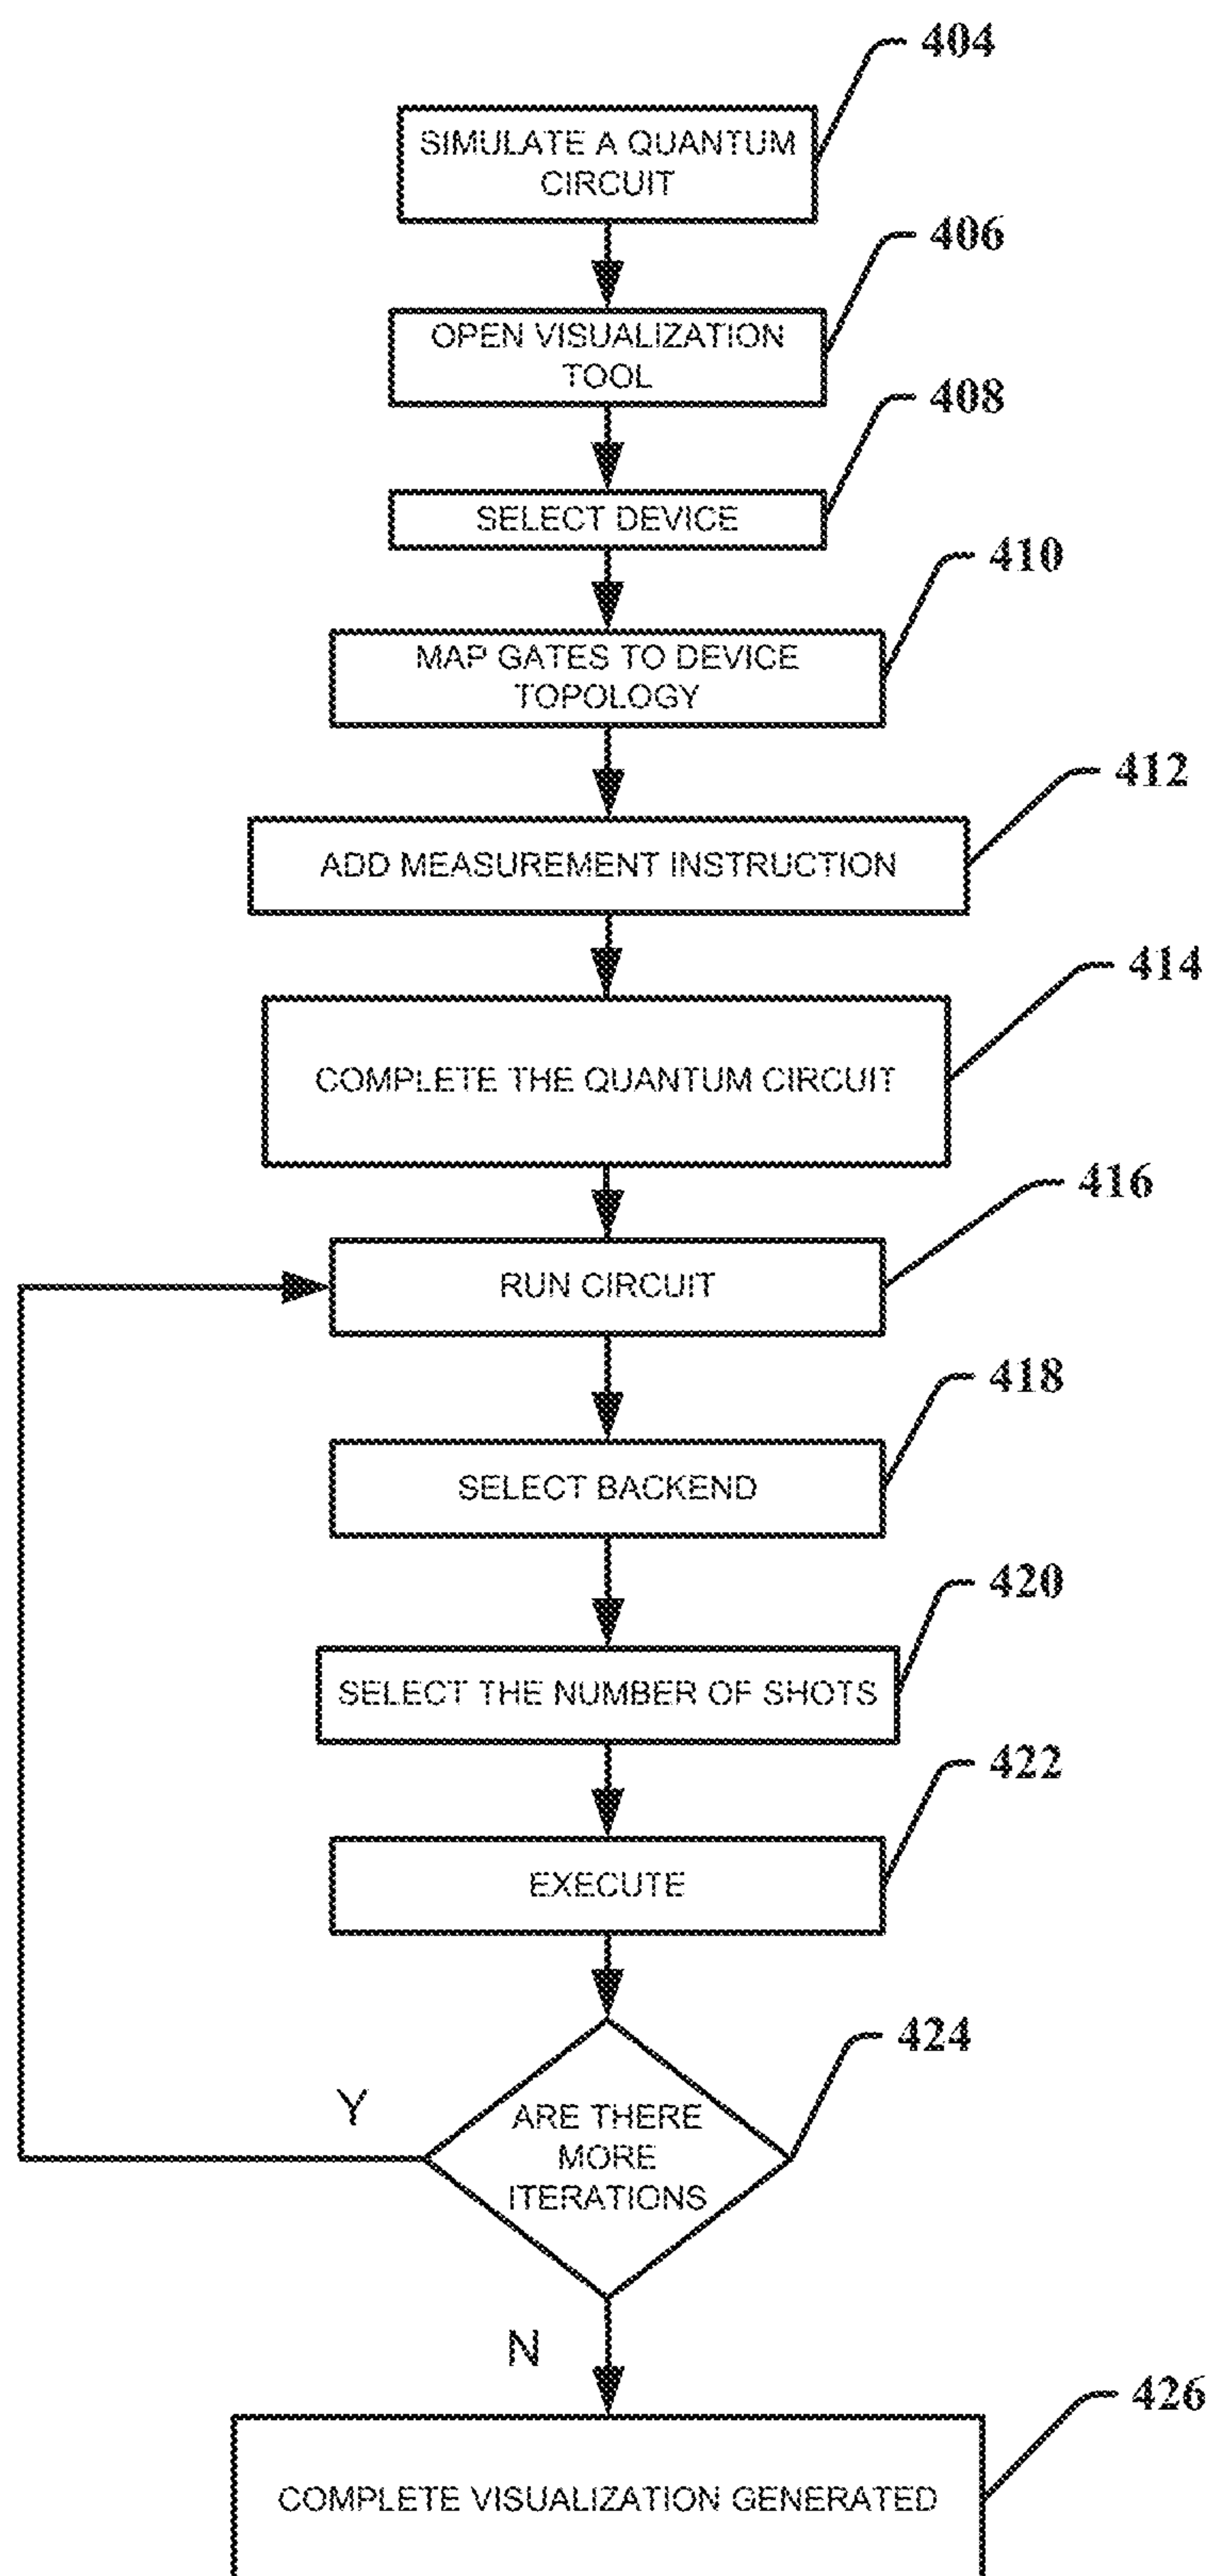 404
SIMULATE A QUANTUM
CIRCUIT
406
OPEN VISUALIZATION
TOOL
408
SELECT DEVICE
410
MAP GATES TO DEVICE
TOPOLOGY
412
ADD MEASUREMENT INSTRUCTION
414
COMPLETE THE QUANTUM CIRCUIT
416
RUN CIRCUIT
418
SELECT BACKEND
420
SELECT THE NUMBER OF SHOTS
422
EXECUTE
424
Y
ARE THERE
MORE
ITERATIONS
N
426
COMPLETE VISUALIZATION GENERATED